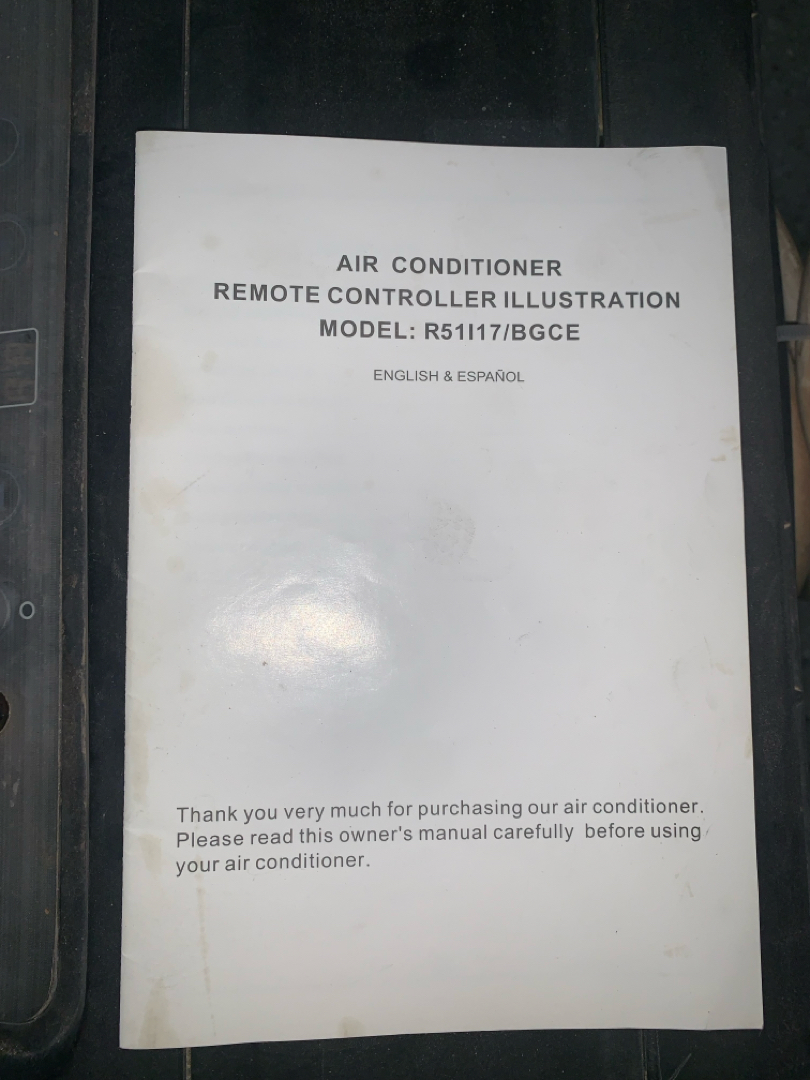 AIR CONDITIONER
REMOTE CONTROLLER ILLUSTRATION
MODEL: R51I17/BGCE
ENGLISH & ESPAÑOL
Thank you very much for purchasing our air conditioner.
Please read this owner's manual carefully before using
your air conditioner.